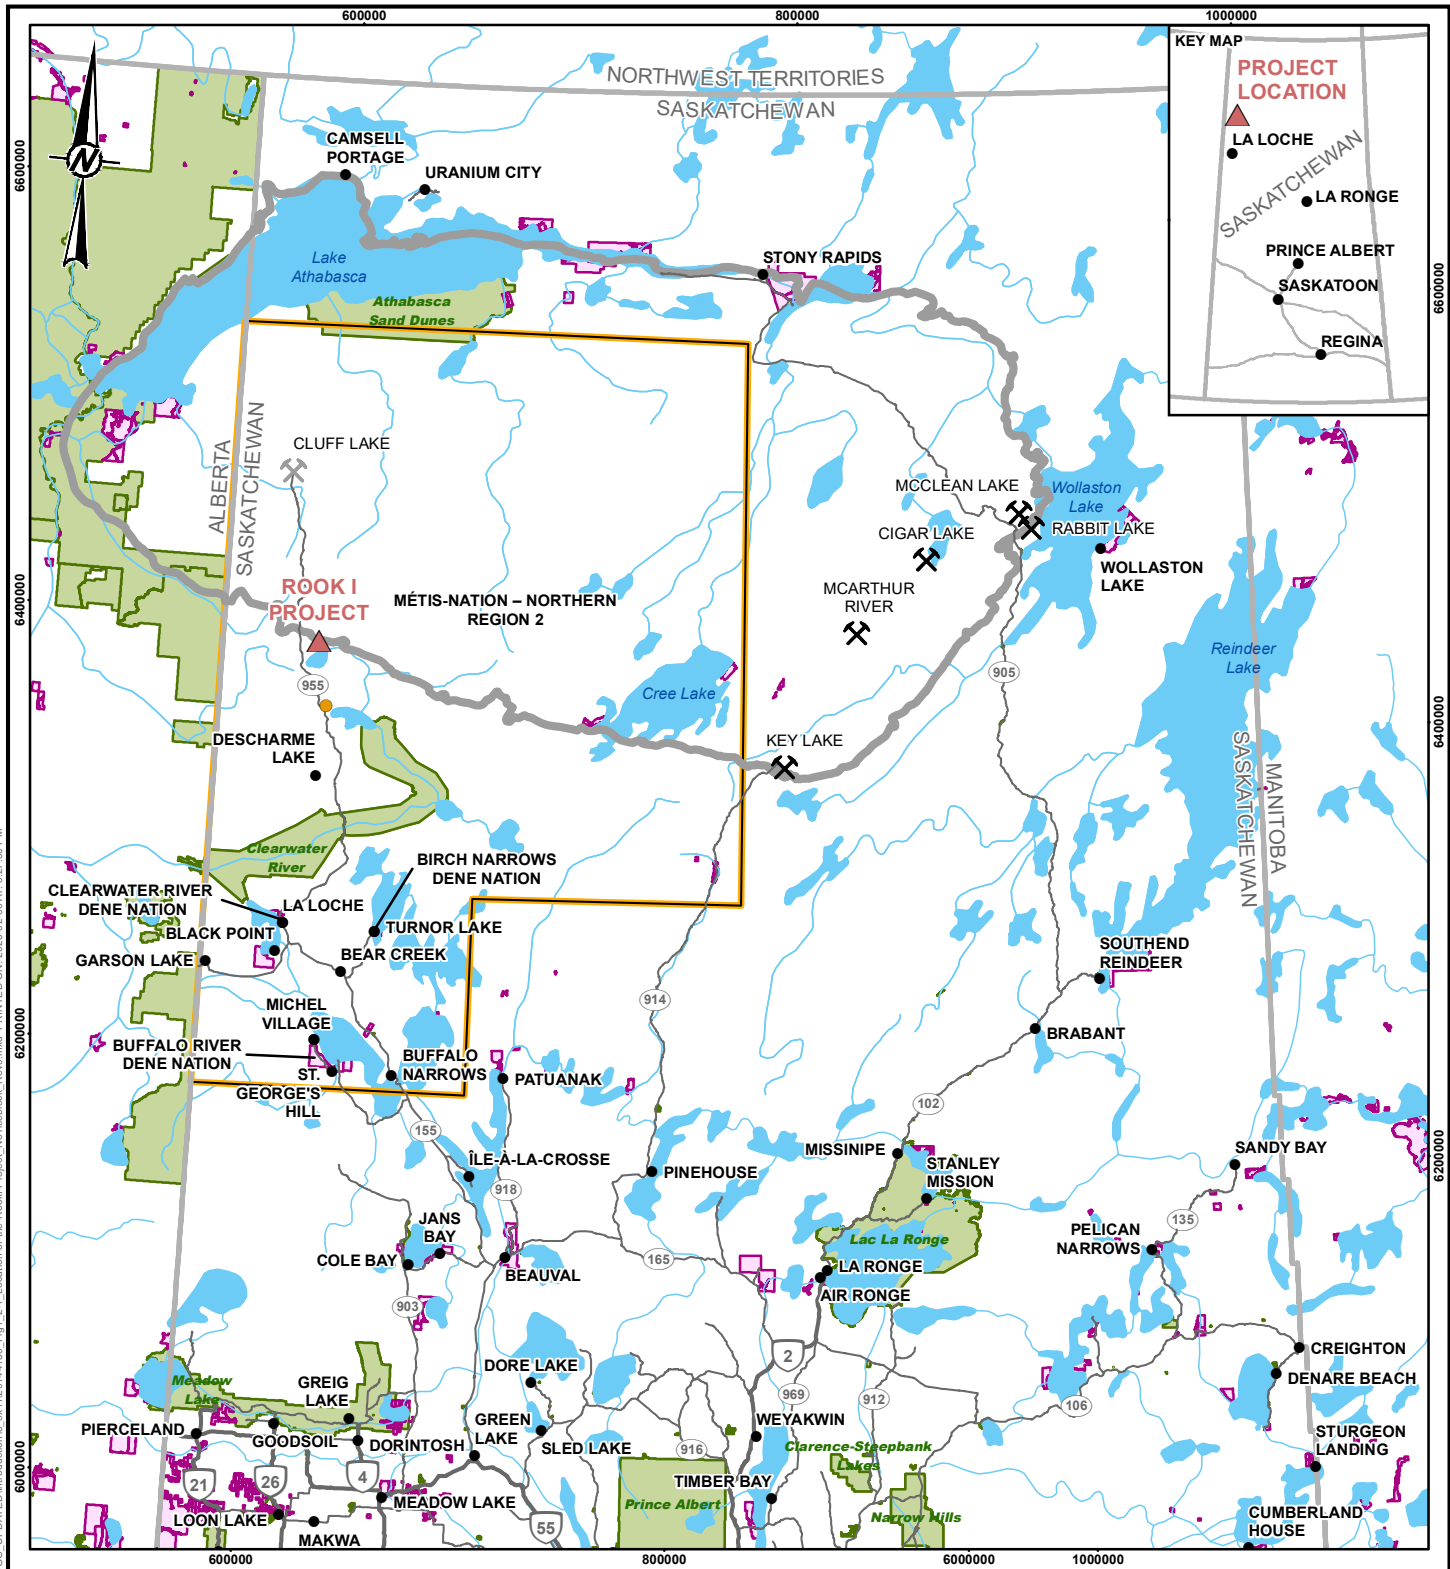 600000
800000
1000000
KEY MAP
PROJECT
LOCATION
LA LOCHE
SASKATCHEWAN
LA RONGE
PRINCE ALBERT
SASKATOON
REGINA
NORTHWEST TERRITORIES
SASKATCHEWAN
N
6600000
CAMSELL
PORTAGE
URANIUM CITY
Lake
Athabasca
Athabasca
Sand Dunes
STONY RAPIDS
6600000
ALBERTA
SASKATCHEWAN
CLUFF LAKE
MCCLEAN LAKE
Wollaston
Lake
RABBIT LAKE
CIGAR LAKE
WOLLASTON
LAKE
MCARTHUR
RIVER
6400000
ROOK I
PROJECT
MÉTIS-NATION – NORTHERN
REGION 2
Reindeer
Lake
905
955
Cree Lake
6400000
DESCHARME
LAKE
KEY LAKE
SASKATCHEWAN
MANITOBA
Clearwater
River
BIRCH NARROWS
DENE NATION
CLEARWATER RIVER
DENE NATION
LA LOCHE
TURNOR LAKE
BLACK POINT
GARSON LAKE
BEAR CREEK
SOUTHEND
REINDEER
914
MICHEL
VILLAGE
6200000
BRABANT
BUFFALO RIVER
DENE NATION
BUFFALO
NARROWS
ST.
GEORGE'S
HILL
PATUANAK
102
155
MISSINIPE
SANDY BAY
6200000
ÎLE-À-LA-CROSSE
PINEHOUSE
STANLEY
MISSION
918
JANS
BAY
135
PELICAN
NARROWS
Lac La Ronge
COLE BAY
BEAUVAL
165
LA RONGE
AIR RONGE
903
2
CREIGHTON
DORE LAKE
DENARE BEACH
Meadow
Lake
GREIG
LAKE
969
912
106
PIERCELAND
GOODSOIL
DORINTOSH
GREEN
LAKE
SLED LAKE
WEYAKWIN
STURGEON
LANDING
916
Clarence-Steepbank
Lakes
6000000
21
26
4
MEADOW LAKE
TIMBER BAY
Prince Albert
Narrow Hills
LOON LAKE
MAKWA
55
CUMBERLAND
HOUSE
600000
800000
6000000
1000000